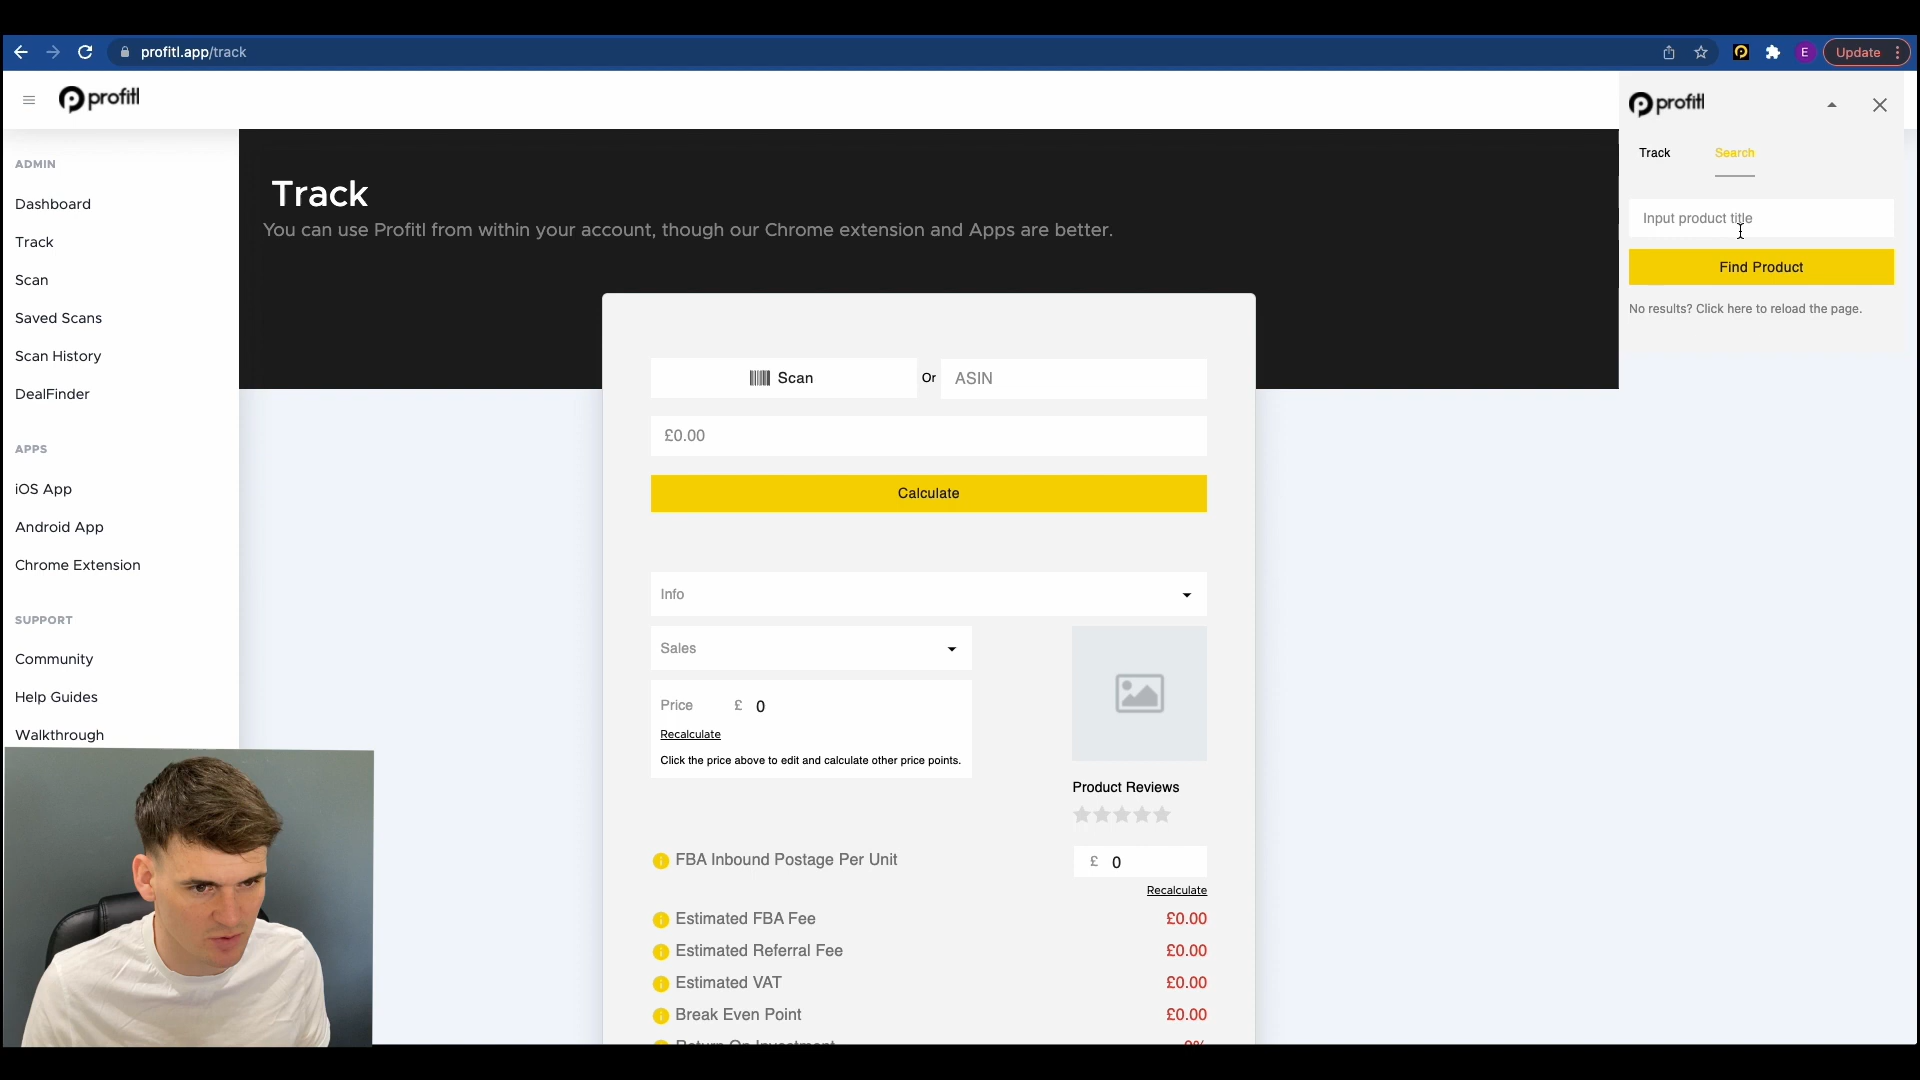 profitl.app/track
E
Update
profitl
ADMIN
Dashboard
Track
Scan
Saved Scans
Scan History
DealFinder
APPS
iOS App
Android App
Chrome Extension
SUPPORT
Community
Help Guides
Walkthrough
Track
You can use Profitl from within your account, though our Chrome extension and Apps are better.
Scan Or ASIN
£0.00
Calculate
Info
Sales
Price £ 0
Recalculate
Click the price above to edit and calculate other price points.
Product Reviews
FBA Inbound Postage Per Unit £ 0
Recalculate
Estimated FBA Fee £0.00
Estimated Referral Fee £0.00
Estimated VAT £0.00
Break Even Point £0.00
Return On Investment 0%
profitl
Track Search
Input product title
Find Product
No results? Click here to reload the page.